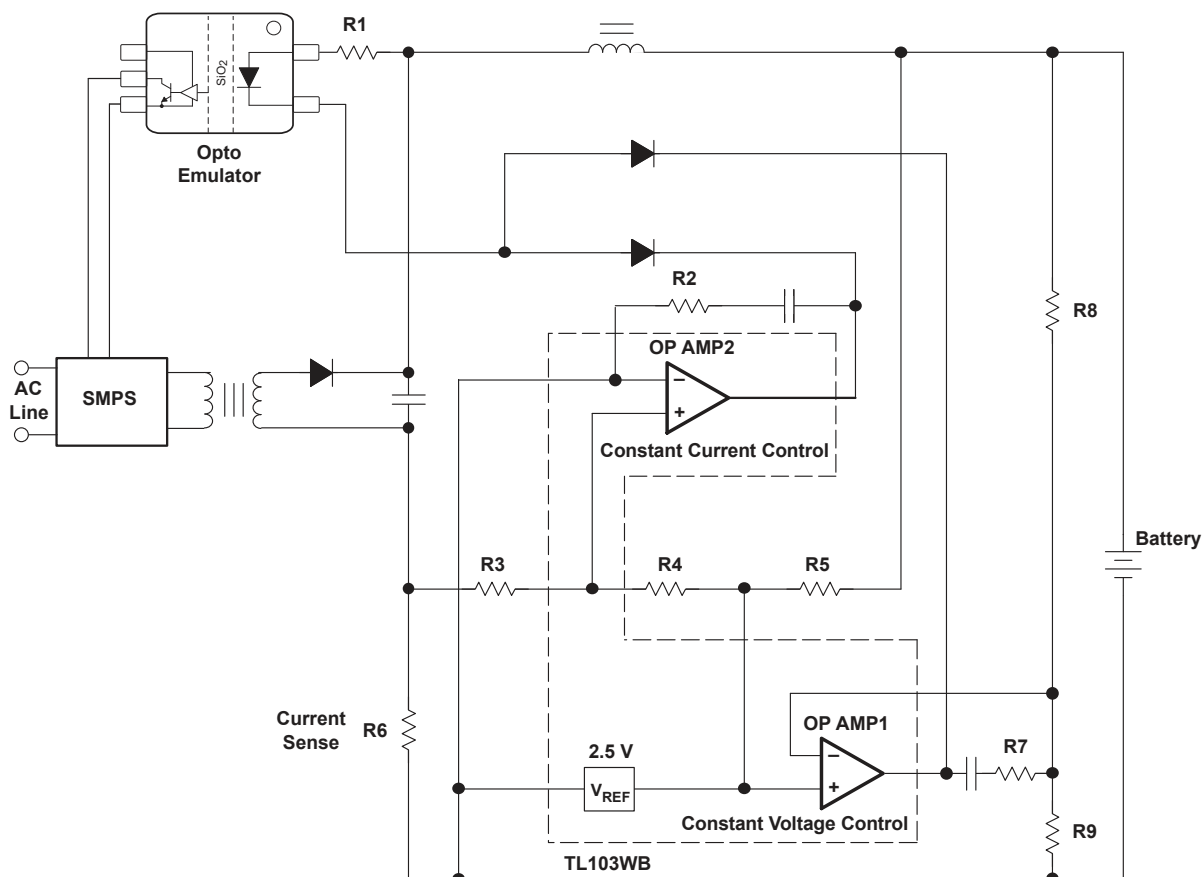 R1
SiO2
Opto
Emulator
R2
R8
OP AMP2
AC
Line
SMPS
−
+
Constant Current Control
Battery
R3
R4
R5
Current
Sense
R6
OP AMP1
R7
2.5 V
VREF
−
+
Constant Voltage Control
R9
TL103WB